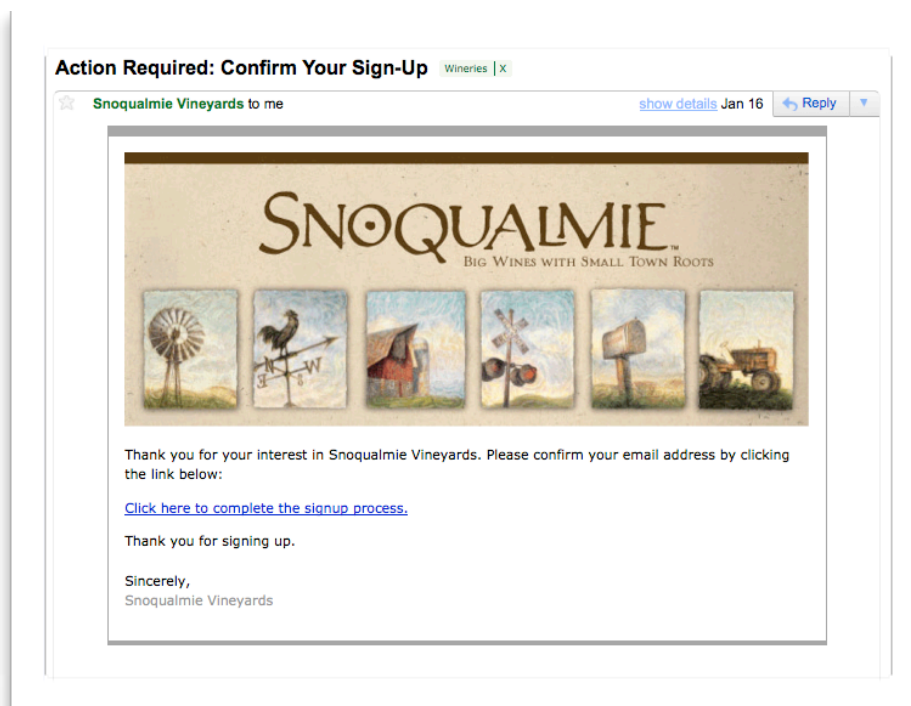 Action Required: Confirm Your Sign-Up Wineries | X
Snoqualmie Vineyards to me show details Jan 16 Reply
SNOQUALMIE™
BIG WINES WITH SMALL TOWN ROOTS
N W
E S
Thank you for your interest in Snoqualmie Vineyards. Please confirm your email address by clicking
the link below:
Click here to complete the signup process.
Thank you for signing up.
Sincerely,
Snoqualmie Vineyards